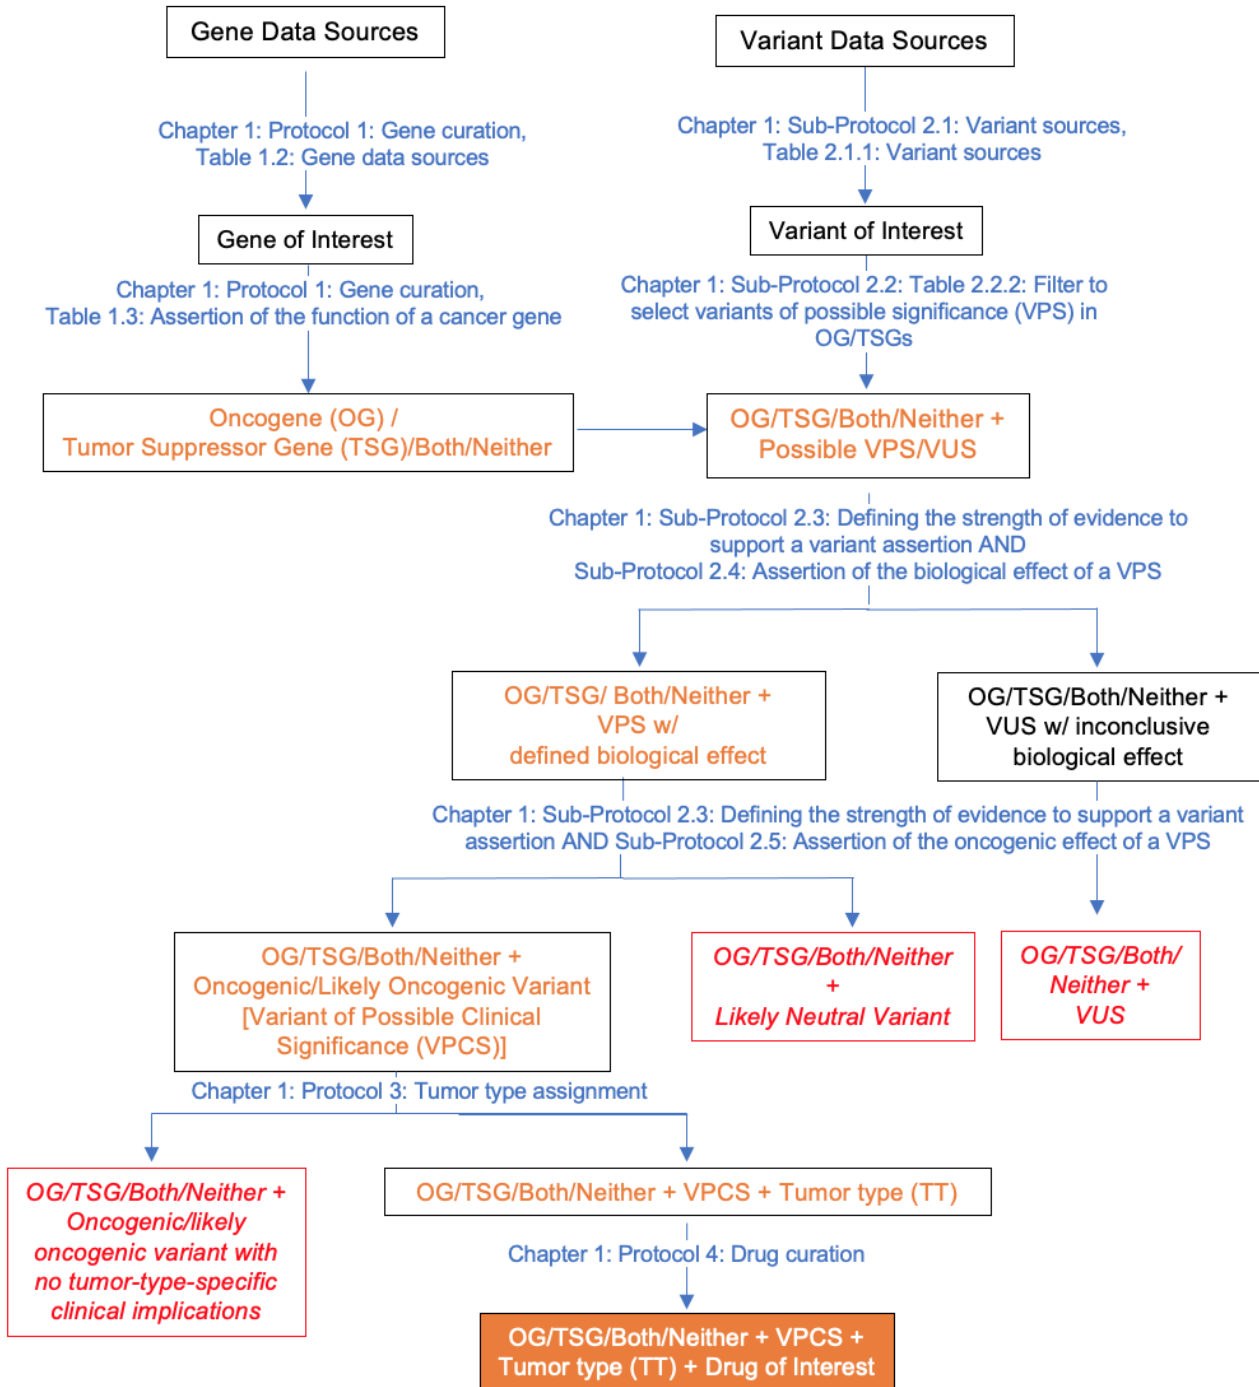 Gene Data Sources
Variant Data Sources
Chapter 1: Protocol 1: Gene curation,
Table 1.2: Gene data sources
Chapter 1: Sub-Protocol 2.1: Variant sources,
Table 2.1.1: Variant sources
Gene of Interest
Variant of Interest
Chapter 1: Protocol 1: Gene curation,
Table 1.3: Assertion of the function of a cancer gene
Chapter 1: Sub-Protocol 2.2: Table 2.2.2: Filter to
select variants of possible significance (VPS) in
OG/TSGs
Oncogene (OG) /
Tumor Suppressor Gene (TSG)/Both/Neither
OG/TSG/Both/Neither +
Possible VPS/VUS
Chapter 1: Sub-Protocol 2.3: Defining the strength of evidence to
support a variant assertion AND
Sub-Protocol 2.4: Assertion of the biological effect of a VPS
OG/TSG/ Both/Neither +
VPS w/
defined biological effect
OG/TSG/Both/Neither +
VUS w/ inconclusive
biological effect
Chapter 1: Sub-Protocol 2.3: Defining the strength of evidence to support a variant
assertion AND Sub-Protocol 2.5: Assertion of the oncogenic effect of a VPS
OG/TSG/Both/Neither +
Oncogenic/Likely Oncogenic Variant
[Variant of Possible Clinical
Significance (VPCS)]
OG/TSG/Both/Neither
+
Likely Neutral Variant
OG/TSG/Both/
Neither +
VUS
Chapter 1: Protocol 3: Tumor type assignment
OG/TSG/Both/Neither +
Oncogenic/likely
oncogenic variant with
no tumor-type-specific
clinical implications
OG/TSG/Both/Neither + VPCS + Tumor type (TT)
Chapter 1: Protocol 4: Drug curation
OG/TSG/Both/Neither + VPCS +
Tumor type (TT) + Drug of Interest